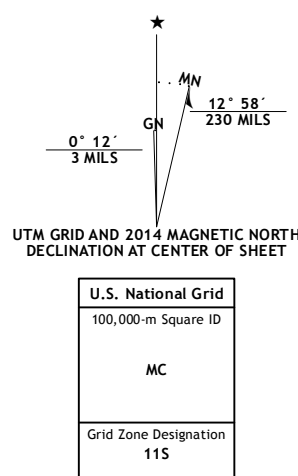 ★
MN
GN
12° 58´
230 MILS
0° 12´
3 MILS
UTM GRID AND 2014 MAGNETIC NORTH
DECLINATION AT CENTER OF SHEET
U.S. National Grid
100,000-m Square ID
MC
Grid Zone Designation
11S